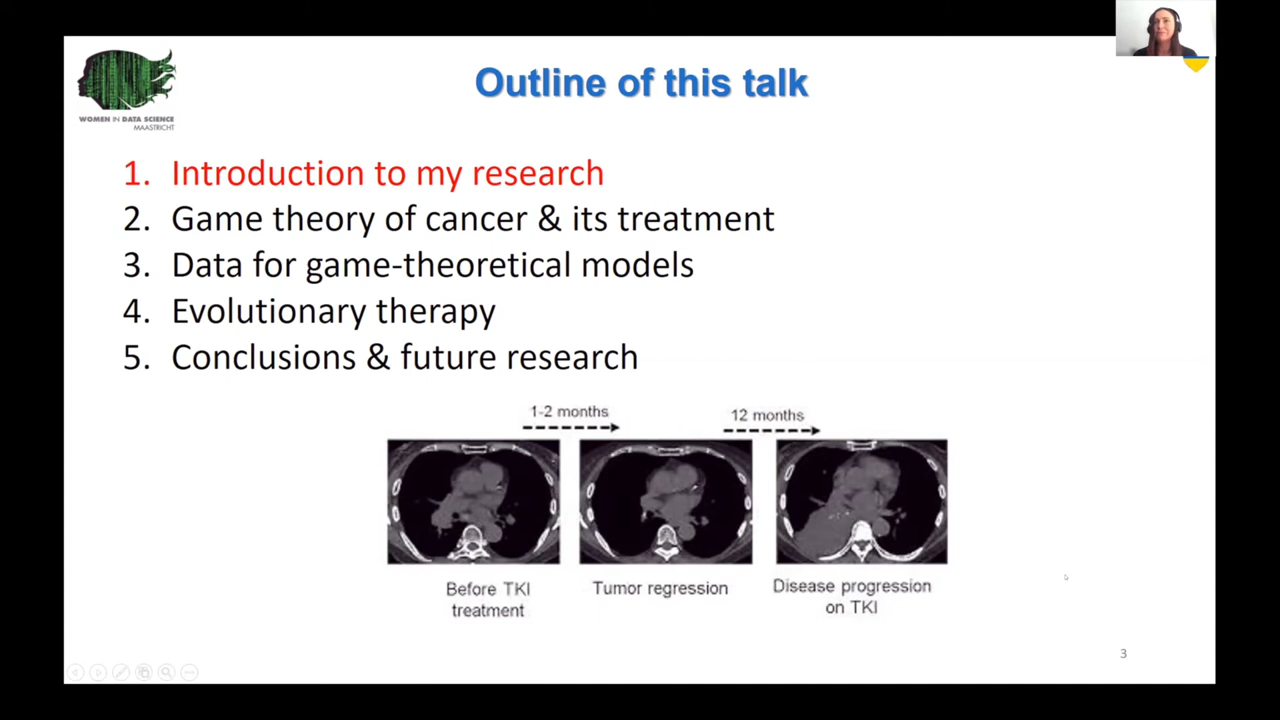 WOMEN IN DATA SCIENCE
MAASTRICHT
Outline of this talk
1. Introduction to my research
2. Game theory of cancer & its treatment
3. Data for game-theoretical models
4. Evolutionary therapy
5. Conclusions & future research
1-2 months
12 months
Before TKI
treatment
Tumor regression
Disease progression
on TKI
3